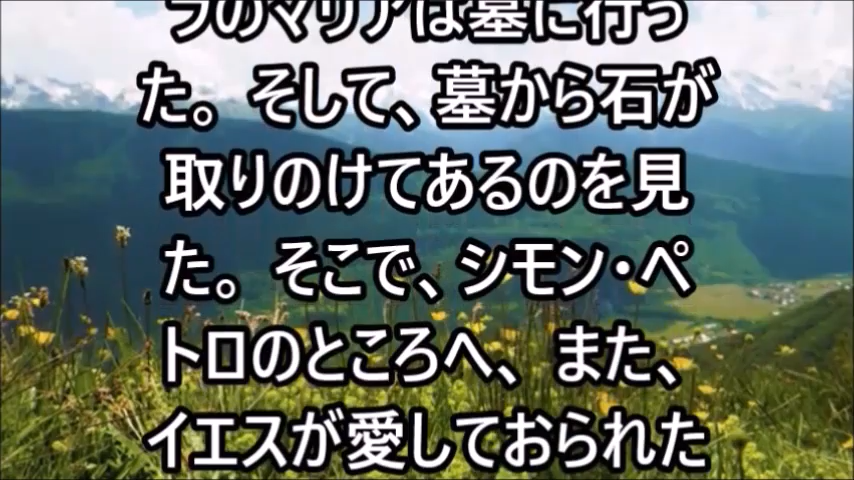 ラのマリアは墓に行っ
た。そして、墓から石が
取りのけてあるのを見
た。そこで、シモン・ペ
トロのところへ、また、
イエスが愛しておられた